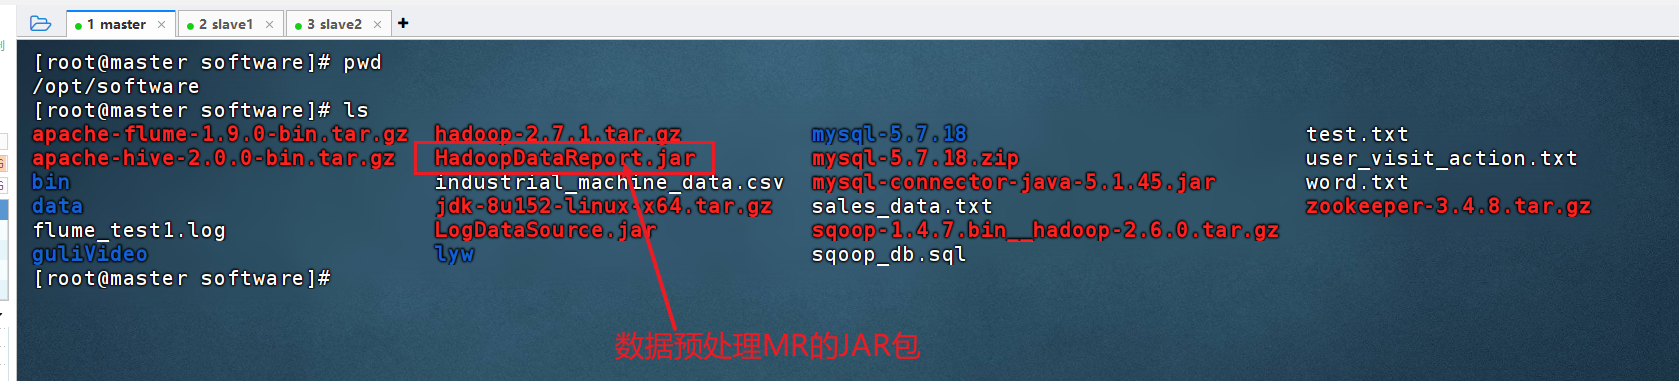 1 master × 2 slave1 × 3 slave2 × +
[root@master software]# pwd
/opt/software
[root@master software]# ls
apache-flume-1.9.0-bin.tar.gz hadoop-2.7.1.tar.gz mysql-5.7.18 test.txt
apache-hive-2.0.0-bin.tar.gz HadoopDataReport.jar mysql-5.7.18.zip user_visit_action.txt
bin industrial_machine_data.csv mysql-connector-java-5.1.45.jar word.txt
data jdk-8u152-linux-x64.tar.gz sales_data.txt zookeeper-3.4.8.tar.gz
flume_test1.log LogDataSource.jar sqoop-1.4.7.bin__hadoop-2.6.0.tar.gz
guliVideo lyw sqoop_db.sql
[root@master software]#
数据预处理MR的JAR包